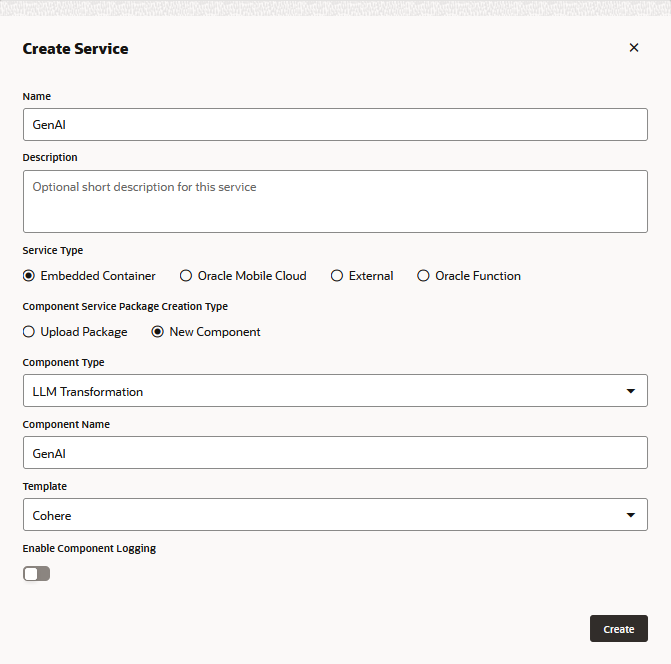 Create Service
Name
GenAI
Description
Optional short description for this service
Service Type
Embedded Container Oracle Mobile Cloud External Oracle Function
Component Service Package Creation Type
Upload Package New Component
Component Type
LLM Transformation
Component Name
GenAI
Template
Cohere
Enable Component Logging
Create